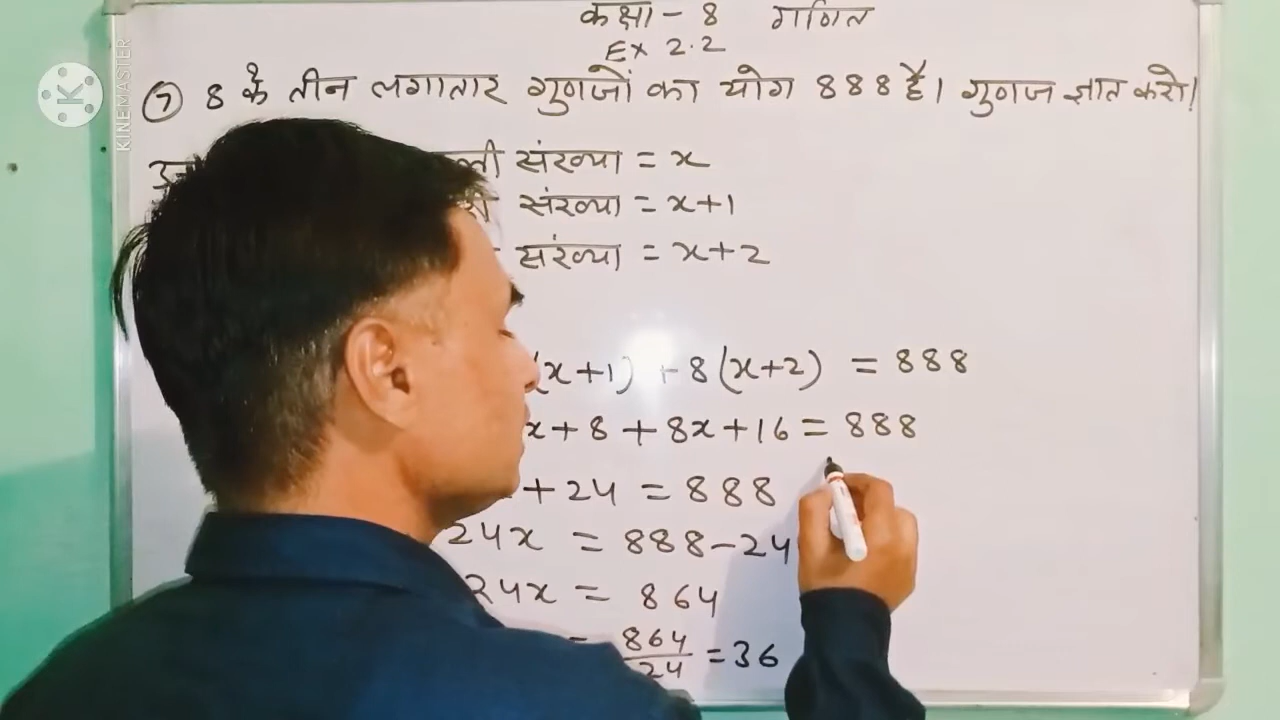 KINEMASTER
कक्षा - 8 गणित
Ex 2.2
⑦ 8 के तीन लगातार गुणजों का योग 888 है। गुणज ज्ञात करो!
संख्या = x
संख्या = x+1
संख्या = x+2
(x+1) + 8(x+2) = 888
x+8 + 8x+16 = 888
+24 = 888
24x = 888-24
24x = 864
= 864/24 = 36